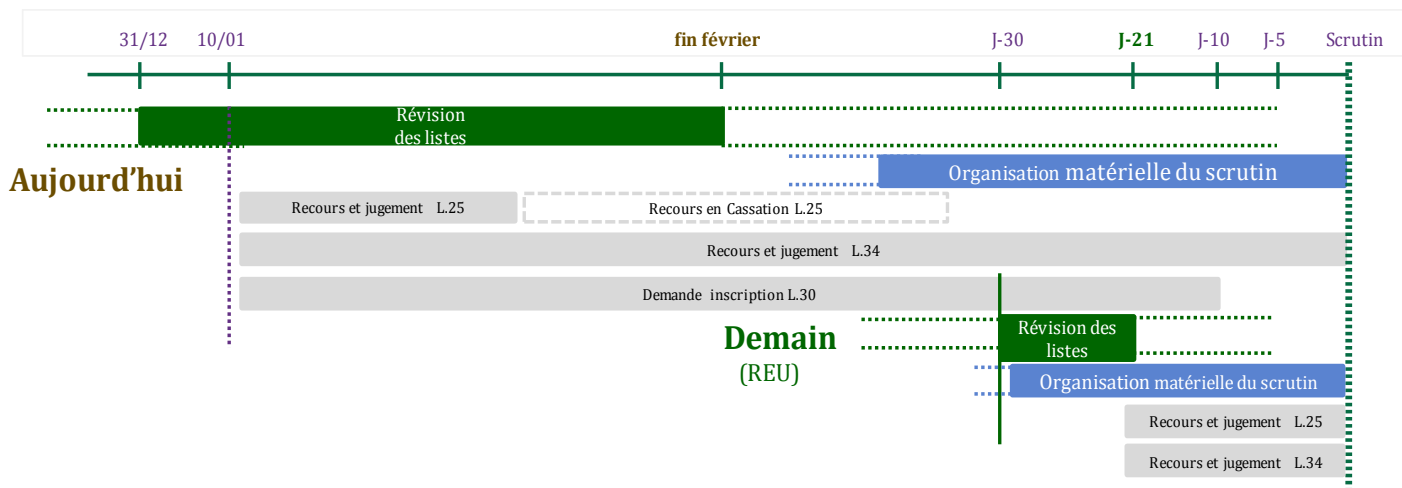 31/12 10/01 fin février J-30 J-21 J-10 J-5 Scrutin
Révision
des listes
Aujourd’hui
Organisation matérielle du scrutin
Recours et jugement L.25 Recours en Cassation L.25
Recours et jugement L.34
Demande inscription L.30
Demain
(REU)
Révision des
listes
Organisation matérielle du scrutin
Recours et jugement L.25
Recours et jugement L.34